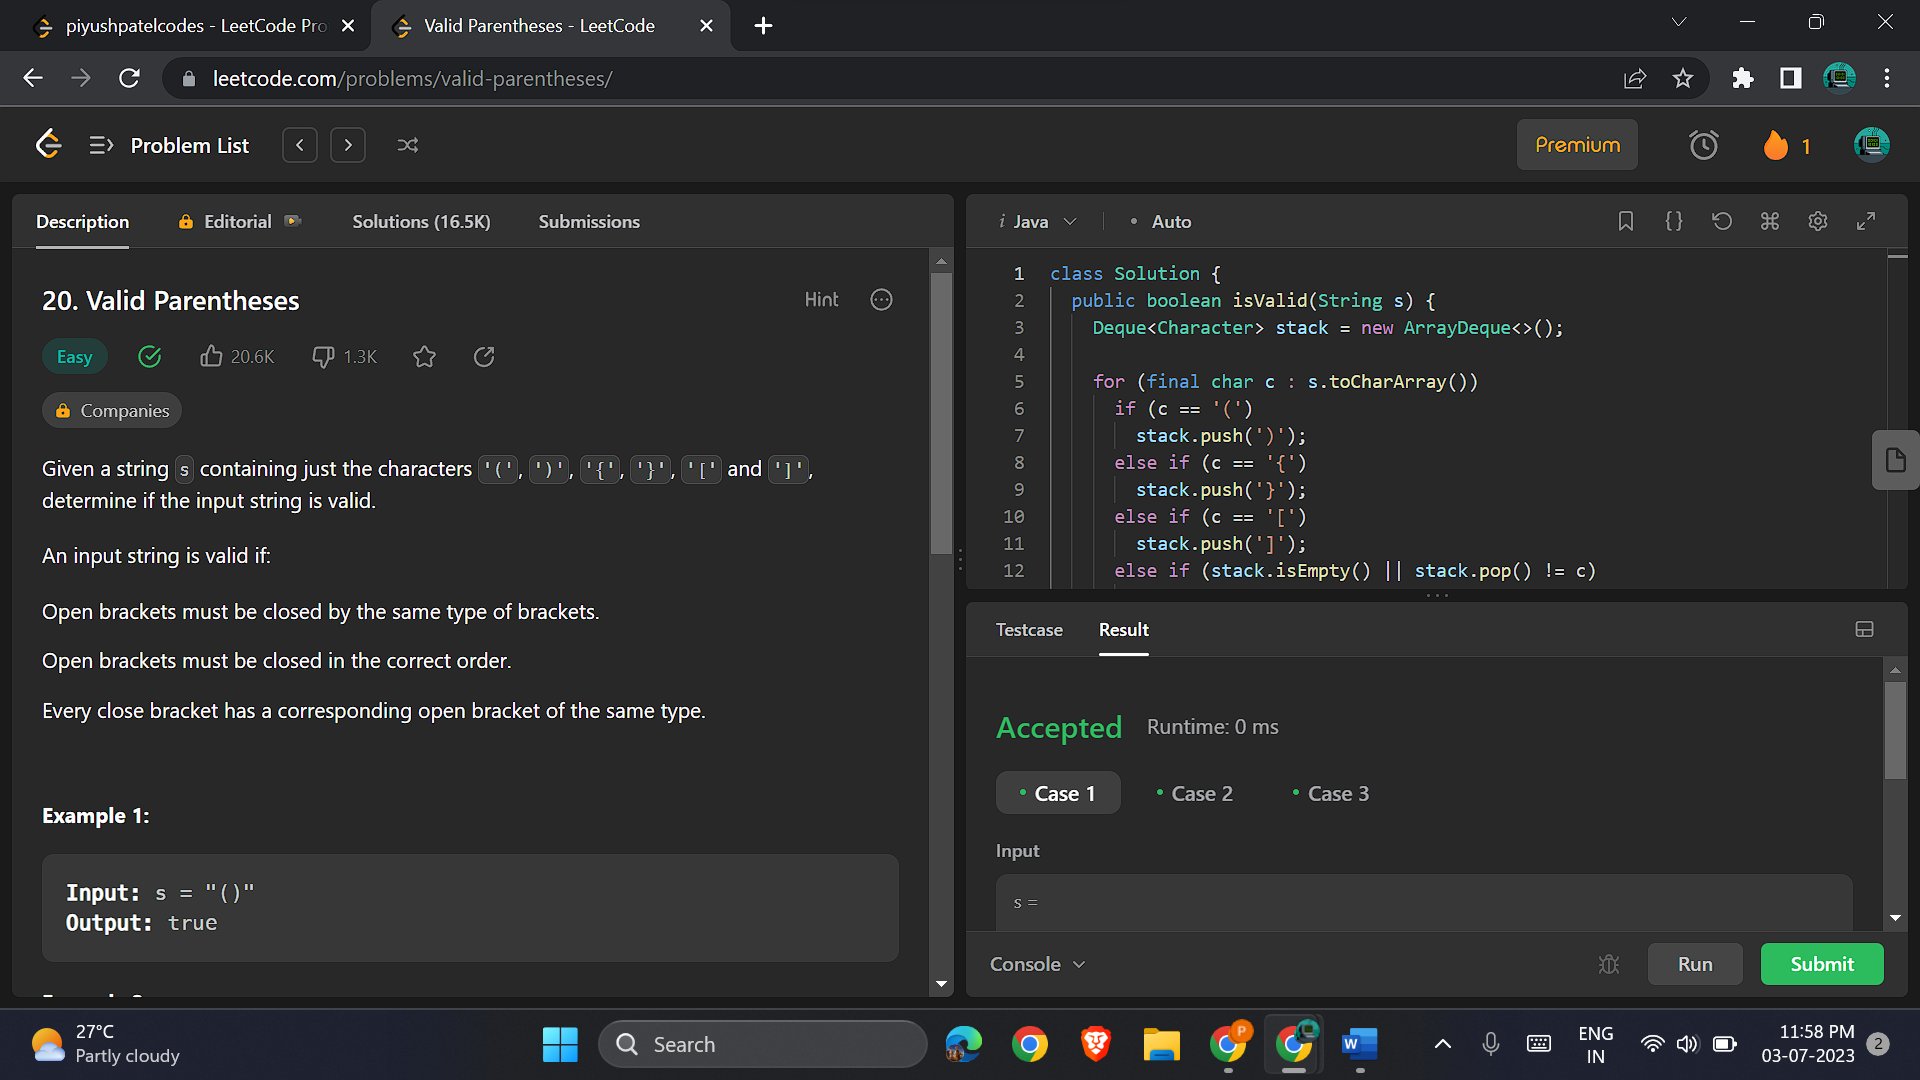 piyushpatelcodes - LeetCode Pro
Valid Parentheses - LeetCode
leetcode.com/problems/valid-parentheses/
Problem List
Premium
1
Description
Editorial
Solutions (16.5K)
Submissions
20. Valid Parentheses
Hint
Easy
20.6K
1.3K
Companies
Given a string s containing just the characters '(', ')', '{', '}', '[' and ']',
determine if the input string is valid.
An input string is valid if:
Open brackets must be closed by the same type of brackets.
Open brackets must be closed in the correct order.
Every close bracket has a corresponding open bracket of the same type.
Example 1:
Input: s = "()"
Output: true
i Java
• Auto
1 class Solution {
2 public boolean isValid(String s) {
3 Deque<Character> stack = new ArrayDeque<>();
4
5 for (final char c : s.toCharArray())
6 if (c == '(')
7 stack.push(')');
8 else if (c == '{')
9 stack.push('}');
10 else if (c == '[')
11 stack.push(']');
12 else if (stack.isEmpty() || stack.pop() != c)
Testcase
Result
Accepted
Runtime: 0 ms
• Case 1
• Case 2
• Case 3
Input
s =
Console
Run
Submit
27°C
Partly cloudy
Search
P
W
ENG
IN
11:58 PM
03-07-2023
2